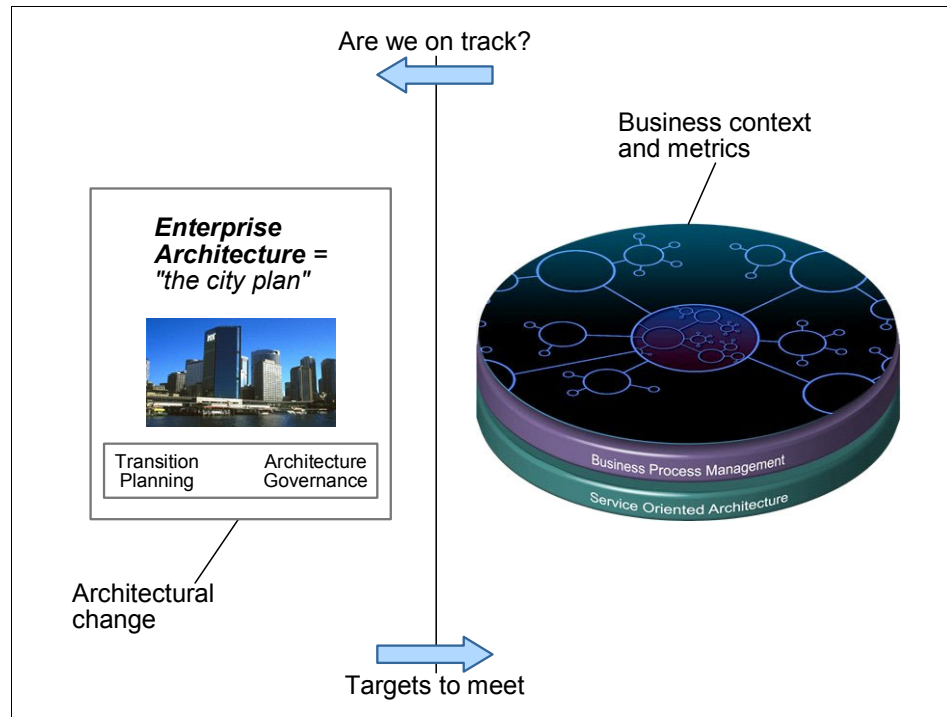 Are we on track?
Business context
and metrics
Enterprise
Architecture =
"the city plan"
Transition
Planning
Architecture
Governance
Business Process Management
Service Oriented Architecture
Architectural
change
Targets to meet